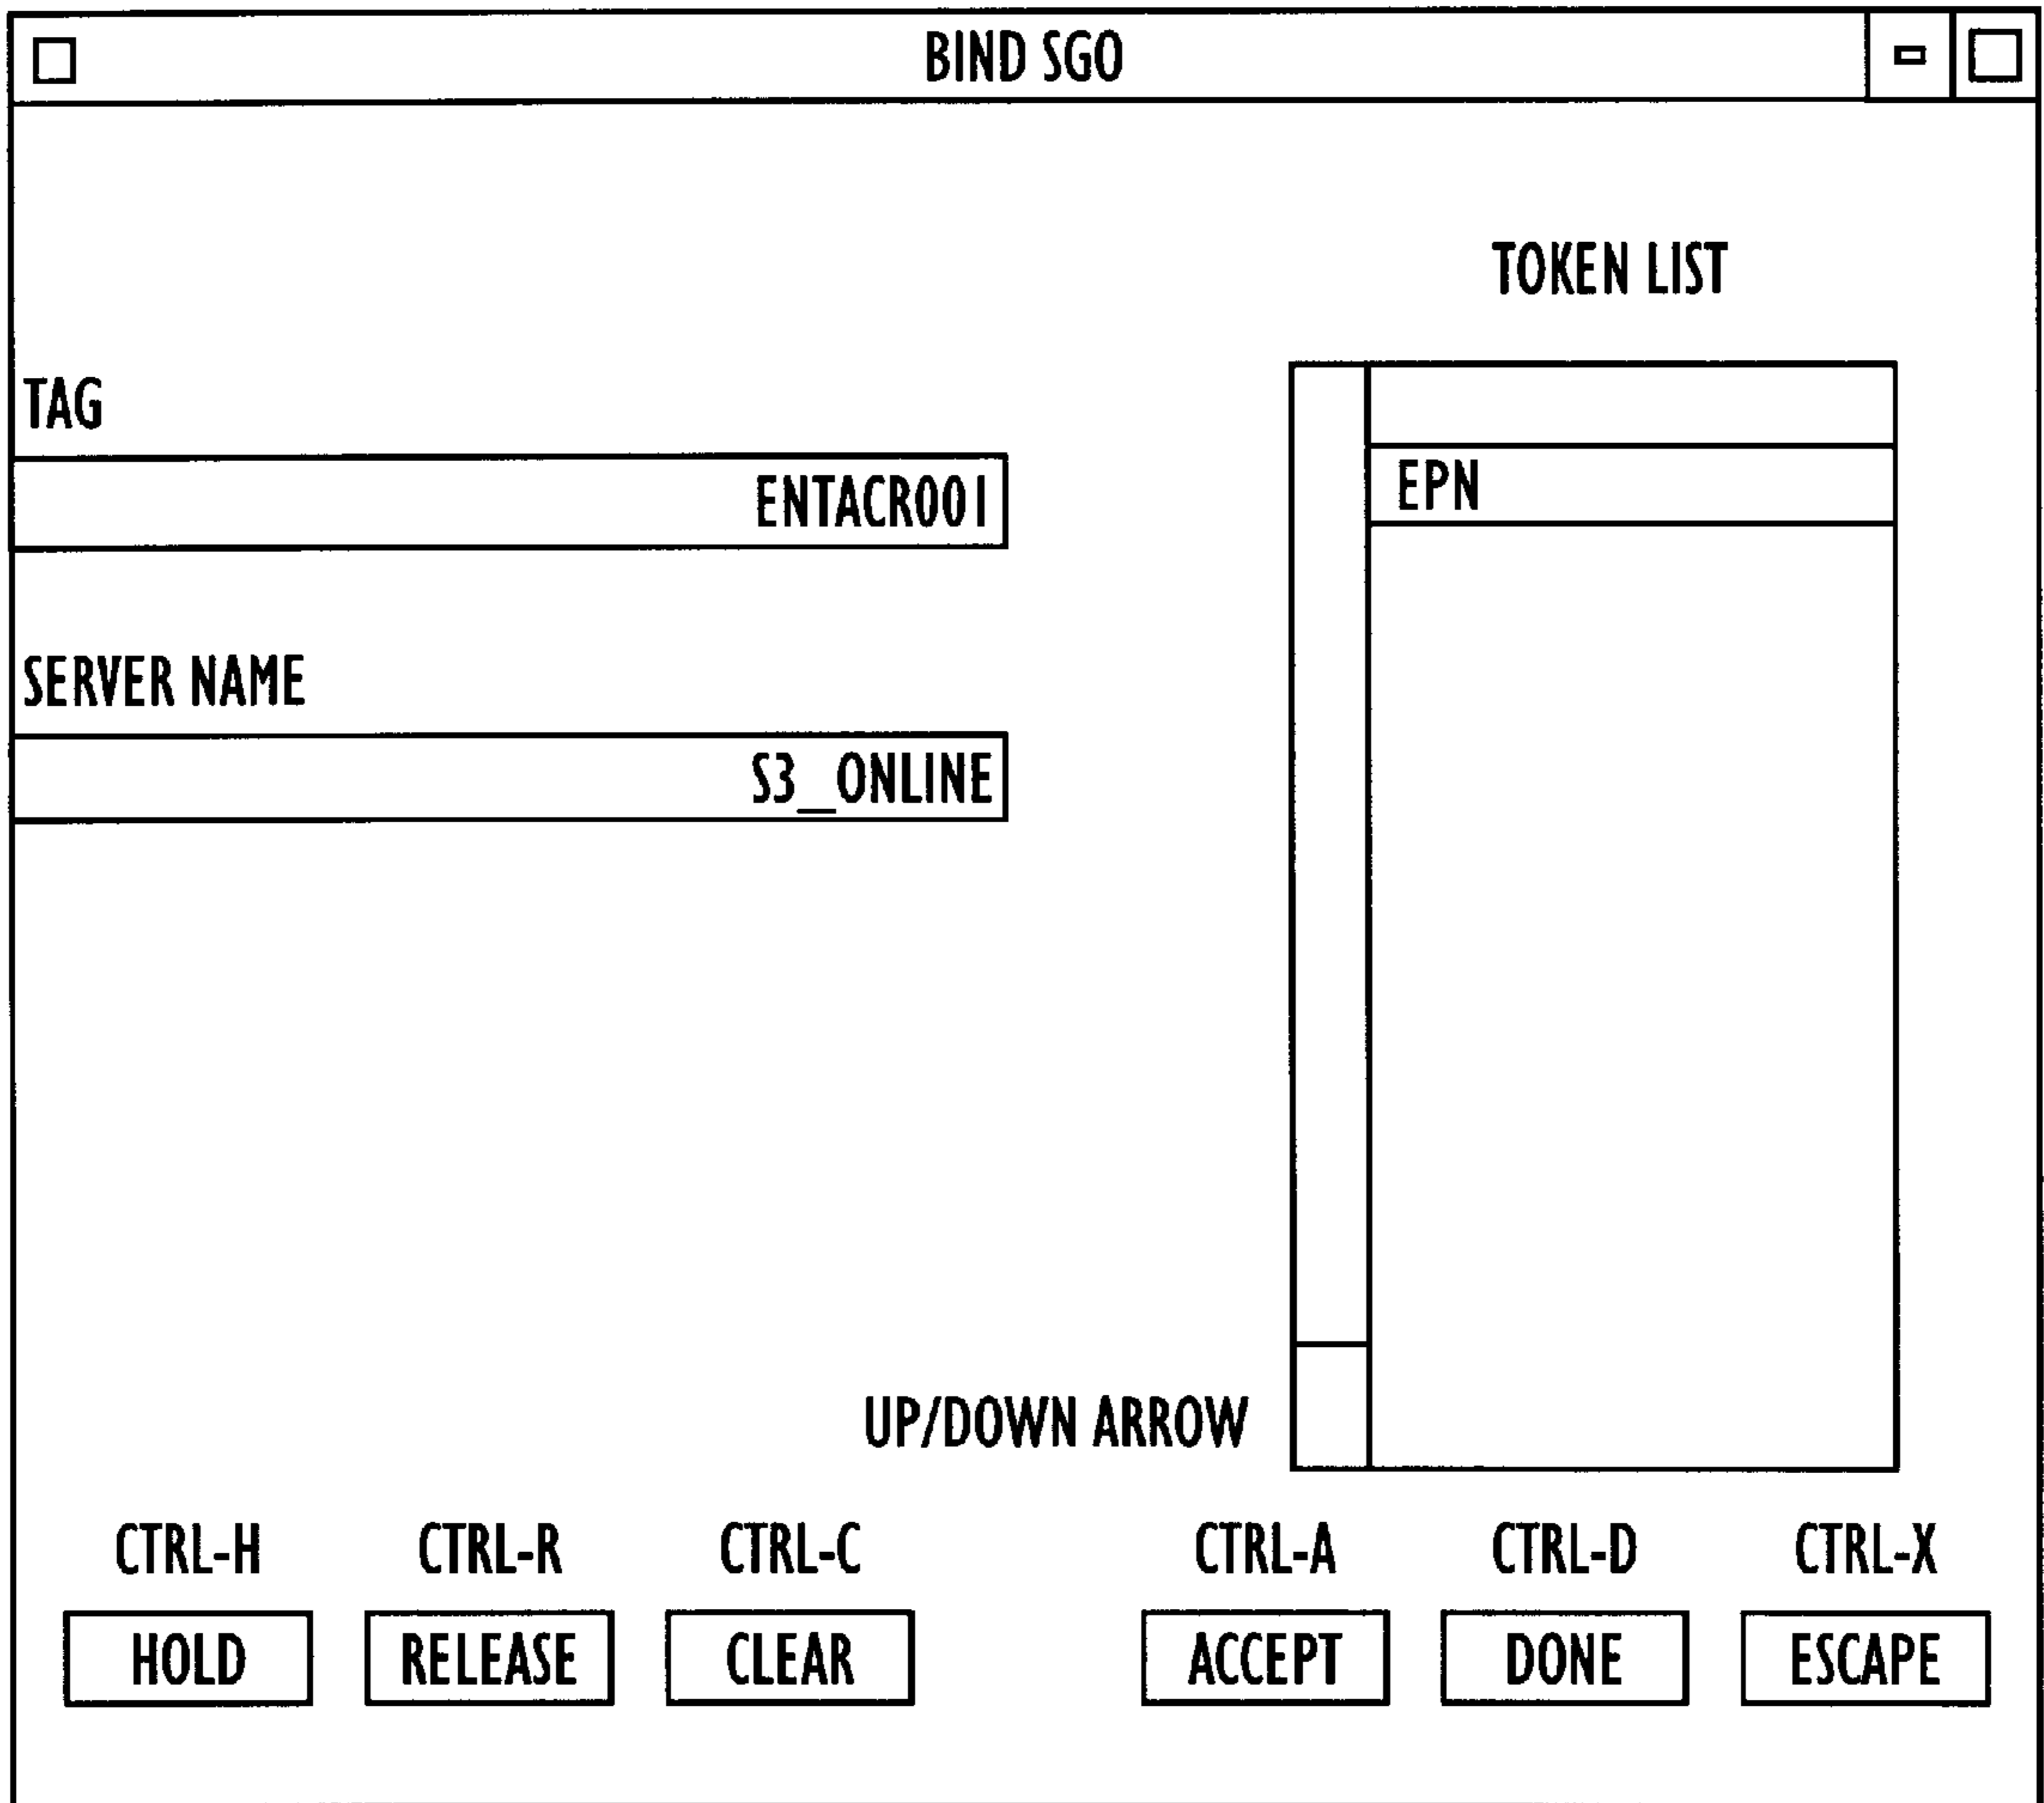 BIND SGO
TOKEN LIST
TAG
ENTACR001
EPN
SERVER NAME
S3_ONLINE
UP/DOWN ARROW
CTRL-H CTRL-R CTRL-C CTRL-A CTRL-D CTRL-X
HOLD RELEASE CLEAR ACCEPT DONE ESCAPE